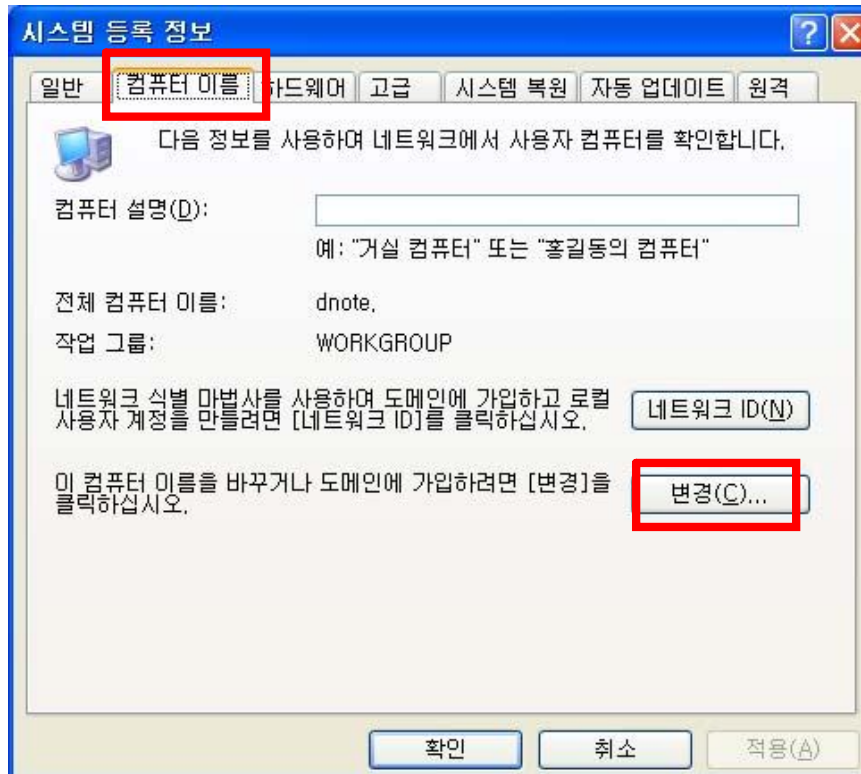 시스템 등록 정보
일반 컴퓨터 이름 하드웨어 고급 시스템 복원 자동 업데이트 원격
다음 정보를 사용하여 네트워크에서 사용자 컴퓨터를 확인합니다.
컴퓨터 설명(D):
예: "거실 컴퓨터" 또는 "홍길동의 컴퓨터"
전체 컴퓨터 이름: dnote.
작업 그룹: WORKGROUP
네트워크 식별 마법사를 사용하여 도메인에 가입하고 로컬
사용자 계정을 만들려면 [네트워크 ID]를 클릭하십시오.
네트워크 ID(N)
이 컴퓨터 이름을 바꾸거나 도메인에 가입하려면 [변경]을
클릭하십시오.
변경(C)...
확인 취소 적용(A)